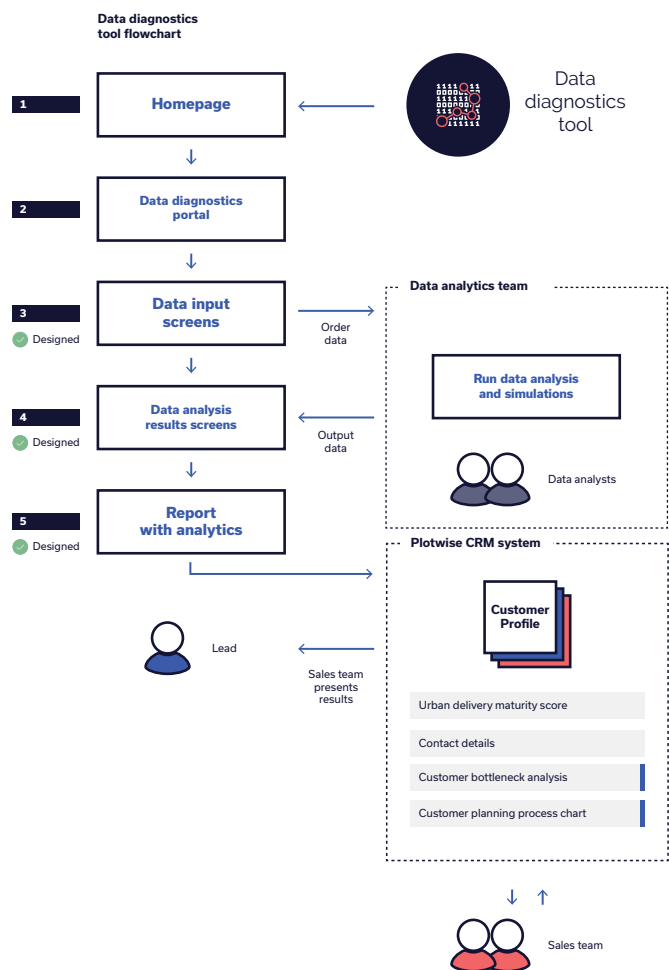 Data diagnostics
tool flowchart
1
Homepage
Data
diagnostics
tool
2
Data diagnostics
portal
3
Designed
Data input
screens
Order
data
Data analytics team
Run data analysis
and simulations
Data analysts
4
Designed
Data analysis
results screens
Output
data
5
Designed
Report
with analytics
Plotwise CRM system
Customer
Profile
Lead
Sales team
presents
results
Urban delivery maturity score
Contact details
Customer bottleneck analysis
Customer planning process chart
Sales team